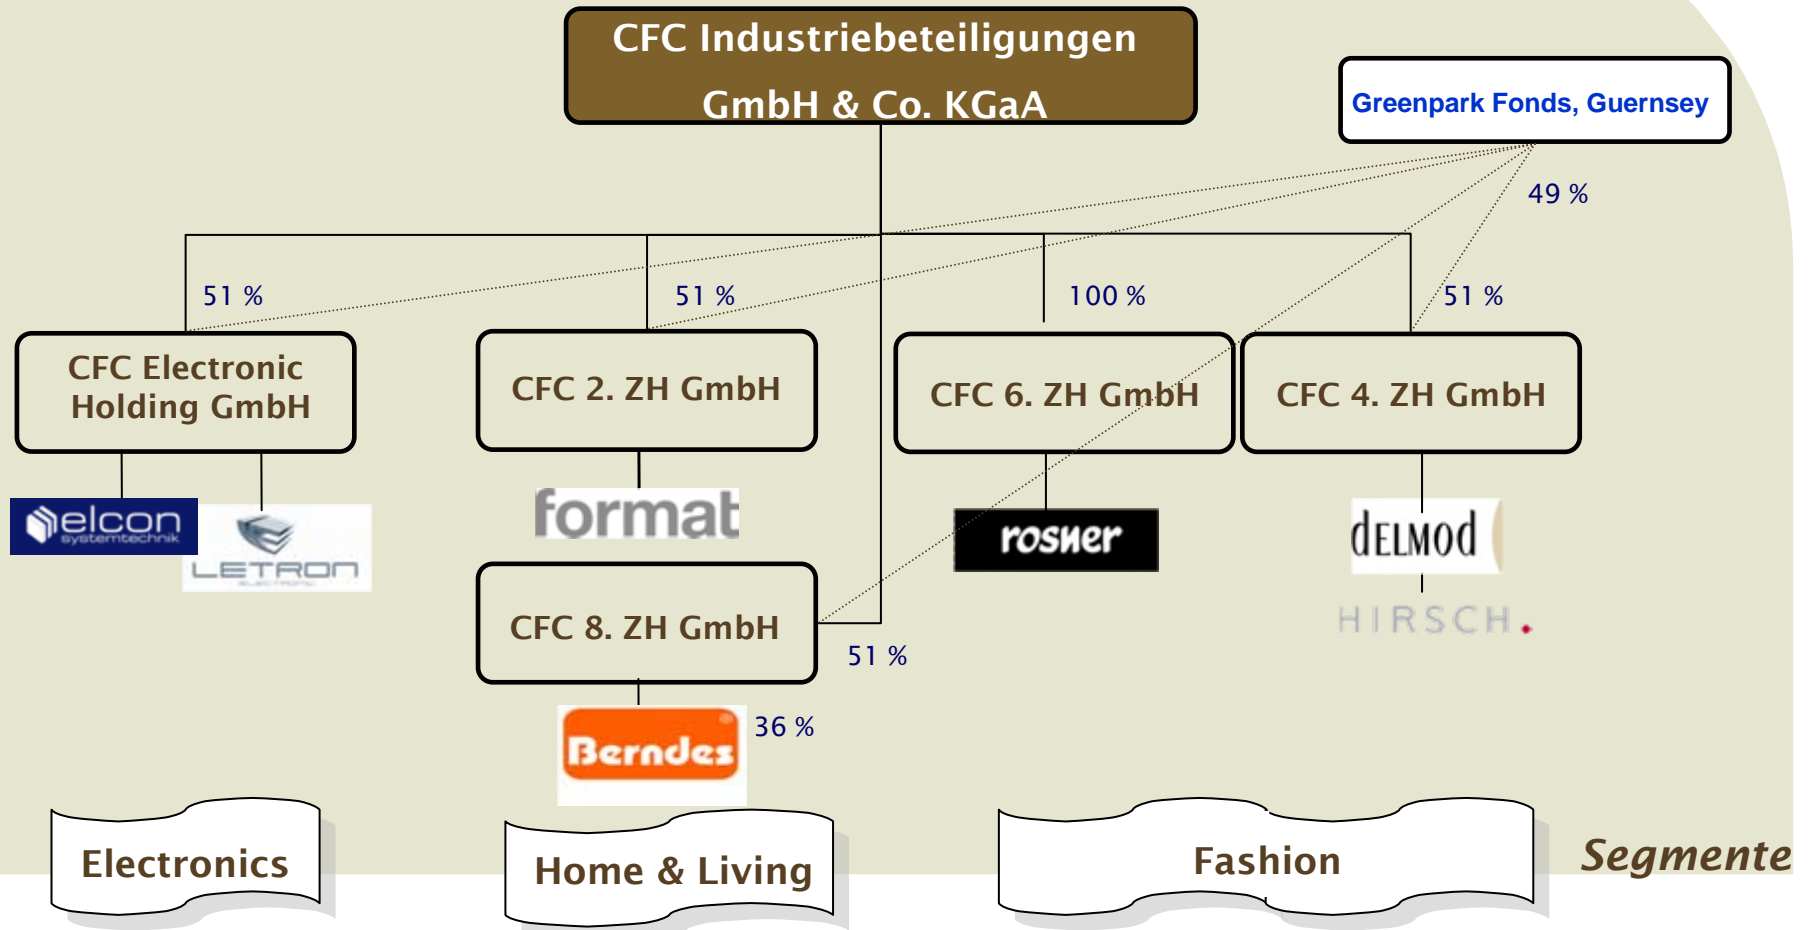 CFC Industriebeteiligungen
GmbH & Co. KGaA
Greenpark Fonds, Guernsey
49 %
51 %
51 %
100 %
51 %
CFC Electronic
Holding GmbH
CFC 2. ZH GmbH
CFC 6. ZH GmbH
CFC 4. ZH GmbH
elcon
systemtechnik
LETRON
ELECTRONIC
format
rosner
DELMOD
HIRSCH.
CFC 8. ZH GmbH
51 %
Berndes
®
36 %
Electronics
Home & Living
Fashion
Segmente